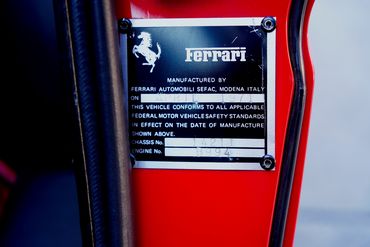 Ferrari
MANUFACTURED BY
FERRARI AUTOMOBILI SEFAC, MODENA ITALY
ON
THIS VEHICLE CONFORMS TO ALL APPLICABLE
FEDERAL MOTOR VEHICLE SAFETY STANDARDS
IN EFFECT ON THE DATE OF MANUFACTURE
SHOWN ABOVE.
CHASSIS No.
ENGINE No.